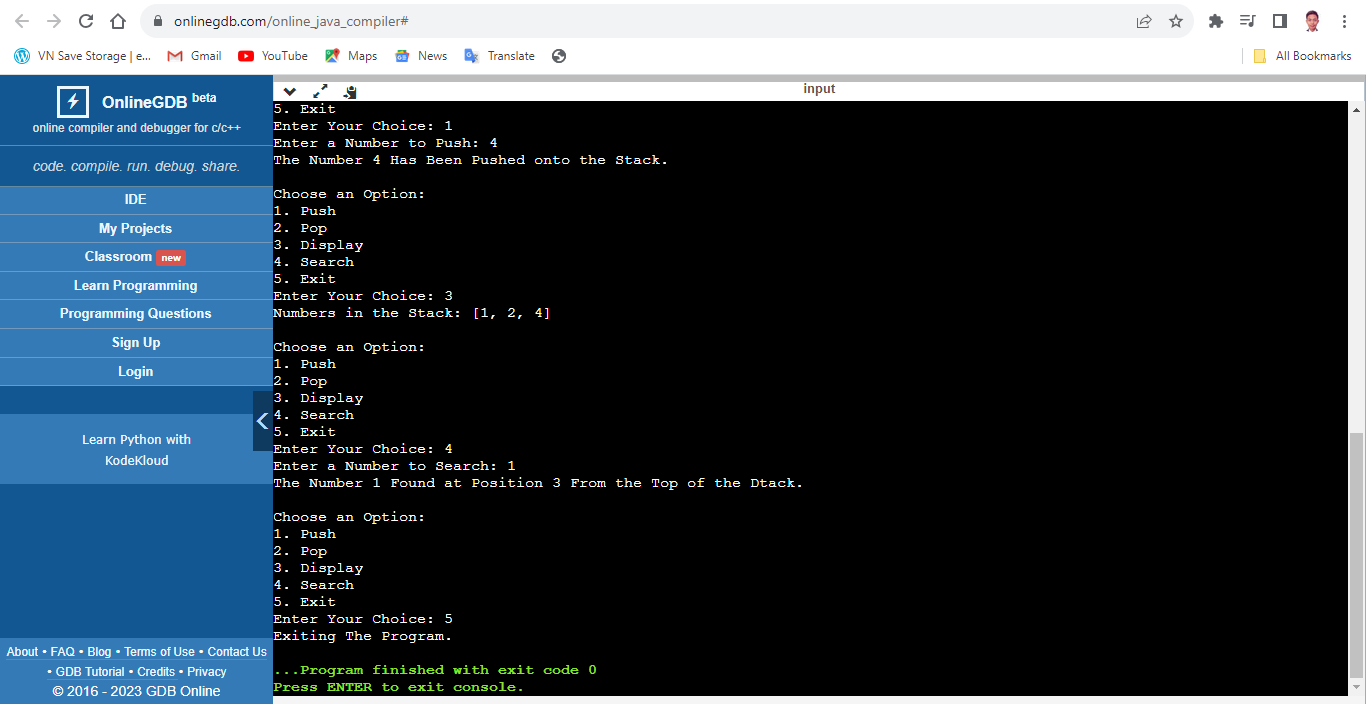 onlinegdb.com/online_java_compiler#
VN Save Storage | e...
Gmail
YouTube
Maps
News
Translate
All Bookmarks
OnlineGDB beta
online compiler and debugger for c/c++
code. compile. run. debug. share.
IDE
My Projects
Classroom new
Learn Programming
Programming Questions
Sign Up
Login
Learn Python with
KodeKloud
About • FAQ • Blog • Terms of Use • Contact Us
• GDB Tutorial • Credits • Privacy
© 2016 - 2023 GDB Online
input
5. Exit
Enter Your Choice: 1
Enter a Number to Push: 4
The Number 4 Has Been Pushed onto the Stack.
Choose an Option:
1. Push
2. Pop
3. Display
4. Search
5. Exit
Enter Your Choice: 3
Numbers in the Stack: [1, 2, 4]
Choose an Option:
1. Push
2. Pop
3. Display
4. Search
5. Exit
Enter Your Choice: 4
Enter a Number to Search: 1
The Number 1 Found at Position 3 From the Top of the Dtack.
Choose an Option:
1. Push
2. Pop
3. Display
4. Search
5. Exit
Enter Your Choice: 5
Exiting The Program.
...Program finished with exit code 0
Press ENTER to exit console.